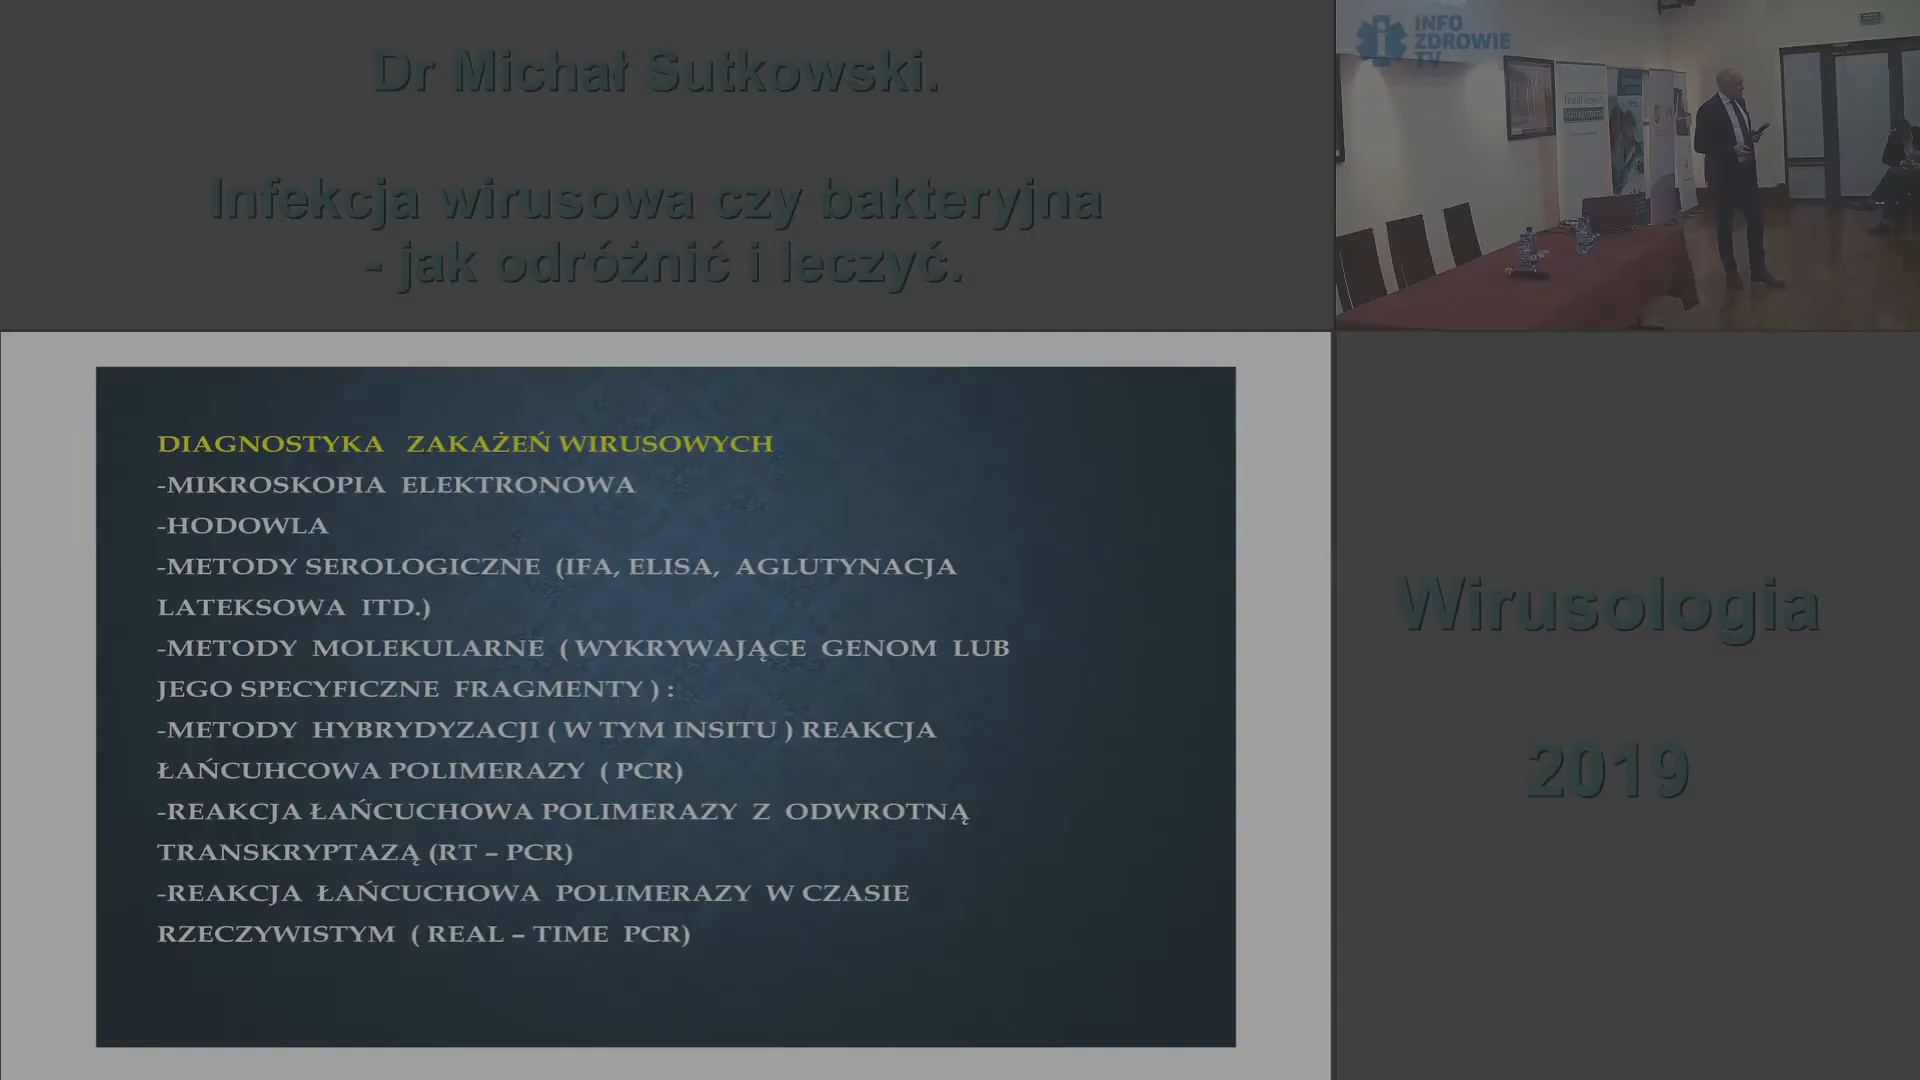 Dr Michał Sutkowski.
Infekcja wirusowa czy bakteryjna
- jak odróżnić i leczyć.
INFO
ZDROWIE
TV
Health Project
Management
DIAGNOSTYKA ZAKAŻEŃ WIRUSOWYCH
-MIKROSKOPIA ELEKTRONOWA
-HODOWLA
-METODY SEROLOGICZNE (IFA, ELISA, AGLUTYNACJA
LATEKSOWA ITD.)
-METODY MOLEKULARNE ( WYKRYWAJĄCE GENOM LUB
JEGO SPECYFICZNE FRAGMENTY ) :
-METODY HYBRYDYZACJI ( W TYM INSITU ) REAKCJA
ŁAŃCUHCOWA POLIMERAZY ( PCR)
-REAKCJA ŁAŃCUCHOWA POLIMERAZY Z ODWROTNĄ
TRANSKRYPTAZĄ (RT – PCR)
-REAKCJA ŁAŃCUCHOWA POLIMERAZY W CZASIE
RZECZYWISTYM ( REAL – TIME PCR)
Wirusologia
2019